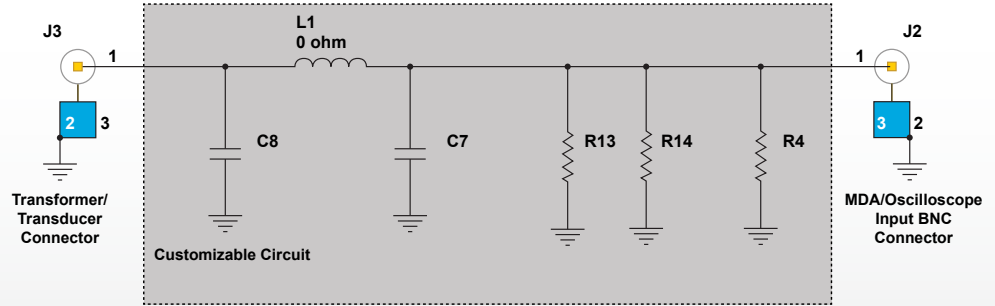 J3
L1
0 ohm
J2
1
1
2
3
3
2
C8
C7
R13
R14
R4
Transformer/
Transducer
Connector
MDA/Oscilloscope
Input BNC
Connector
Customizable Circuit